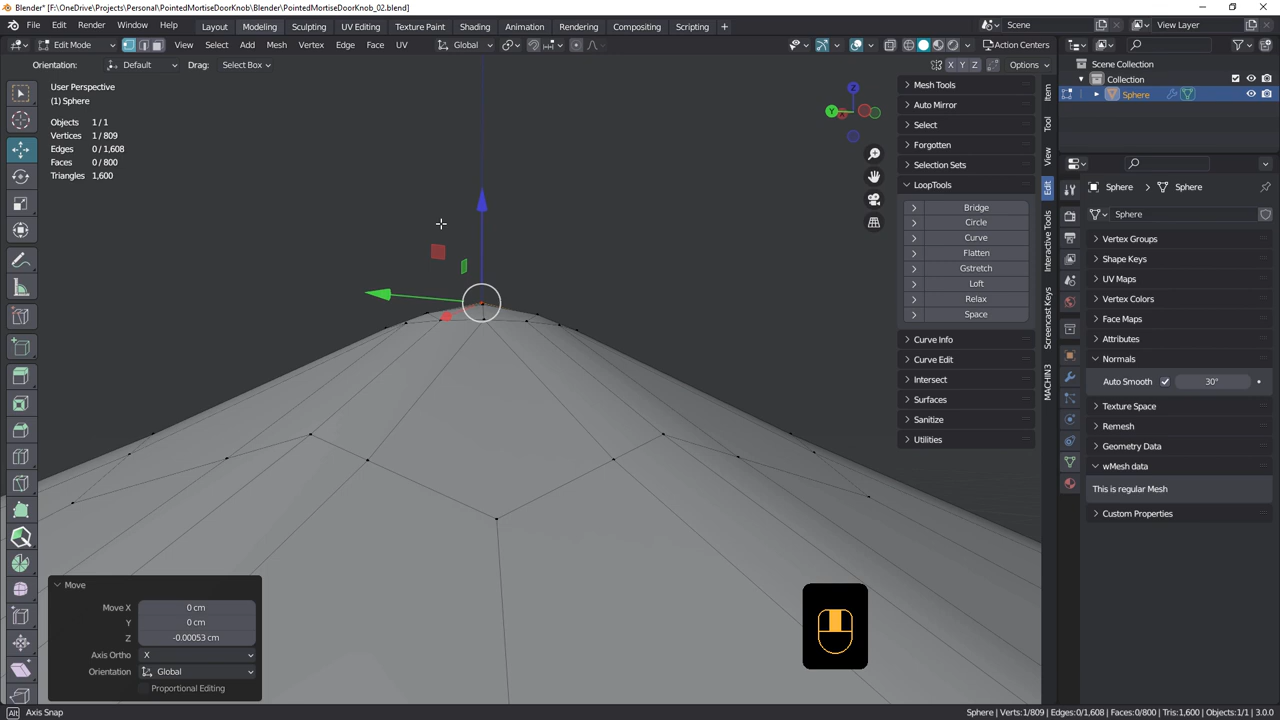 Blender* [F:\OneDrive\Projects\Personal\PointedMortiseDoorKnob\Blender\PointedMortiseDoorKnob_02.blend]
File Edit Render Window Help Layout Modeling Sculpting UV Editing Texture Paint Shading Animation Rendering Compositing Scripting + Scene View Layer
Edit Mode View Select Add Mesh Vertex Edge Face UV Global Action Centers
Orientation: Default Drag: Select Box X Y Z Options
User Perspective
(1) Sphere
Objects 1 / 1
Vertices 1 / 809
Edges 0 / 1,608
Faces 0 / 800
Triangles 1,600
Z
Y
Mesh Tools
Auto Mirror
Select
Forgotten
Selection Sets
LoopTools
Bridge
Circle
Curve
Flatten
Gstretch
Loft
Relax
Space
Curve Info
Curve Edit
Intersect
Surfaces
Sanitize
Utilities
Item
Tool
View
Edit
Interactive Tools
Screencast Keys
MACHIN3
Scene Collection
Collection
Sphere
Sphere Sphere
Sphere
Vertex Groups
Shape Keys
UV Maps
Vertex Colors
Face Maps
Attributes
Normals
Auto Smooth 30°
Texture Space
Remesh
Geometry Data
wMesh data
This is regular Mesh
Custom Properties
Move
Move X 0 cm
Y 0 cm
Z -0.00053 cm
Axis Ortho X
Orientation Global
Proportional Editing
Alt Axis Snap
Sphere | Verts:1/809 | Edges:0/1,608 | Faces:0/800 | Tris:1,600 | Objects:1/1 | 3.0.0